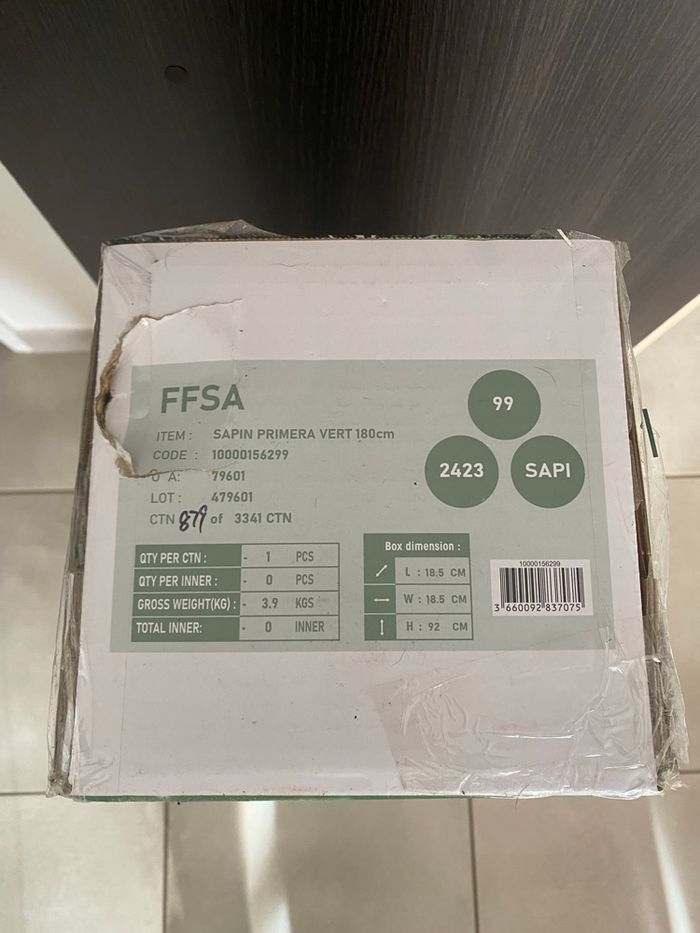 FFSA
ITEM : SAPIN PRIMERA VERT 180cm
CODE : 10000156299
A: 79601
LOT : 479601
CTN 879 of 3341 CTN
99
2423
SAPI
QTY PER CTN : - 1 PCS
QTY PER INNER : - 0 PCS
GROSS WEIGHT(KG) : - 3.9 KGS
TOTAL INNER: - 0 INNER
Box dimension :
L : 18.5 CM
W : 18.5 CM
H : 92 CM
10000156299
3 660092 837075